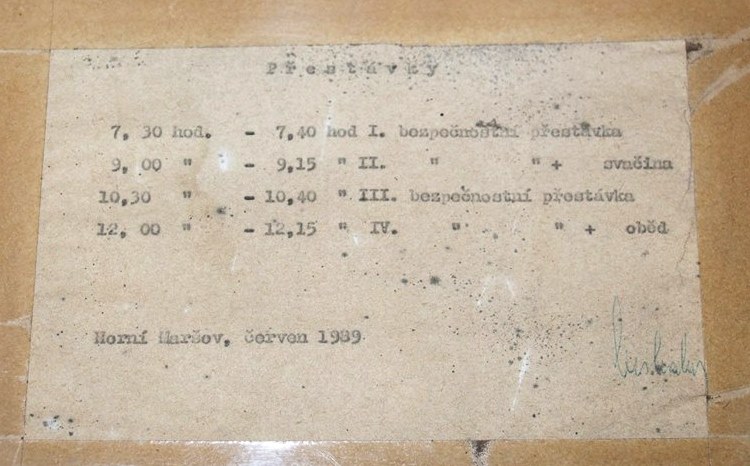 Přestávky
7,30 hod. - 7,40 hod I. bezpečnostní přestávka
9,00 " - 9,15 " II. " " + svačina
10,30 " - 10,40 " III. bezpečnostní přestávka
12,00 " - 12,15 " IV. " " + oběd
Horní Maršov, červen 1989